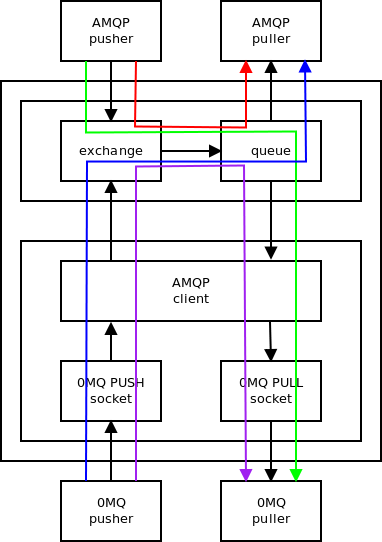 AMQP
pusher
AMQP
puller
exchange
queue
AMQP
client
0MQ PUSH
socket
0MQ PULL
socket
0MQ
pusher
0MQ
puller